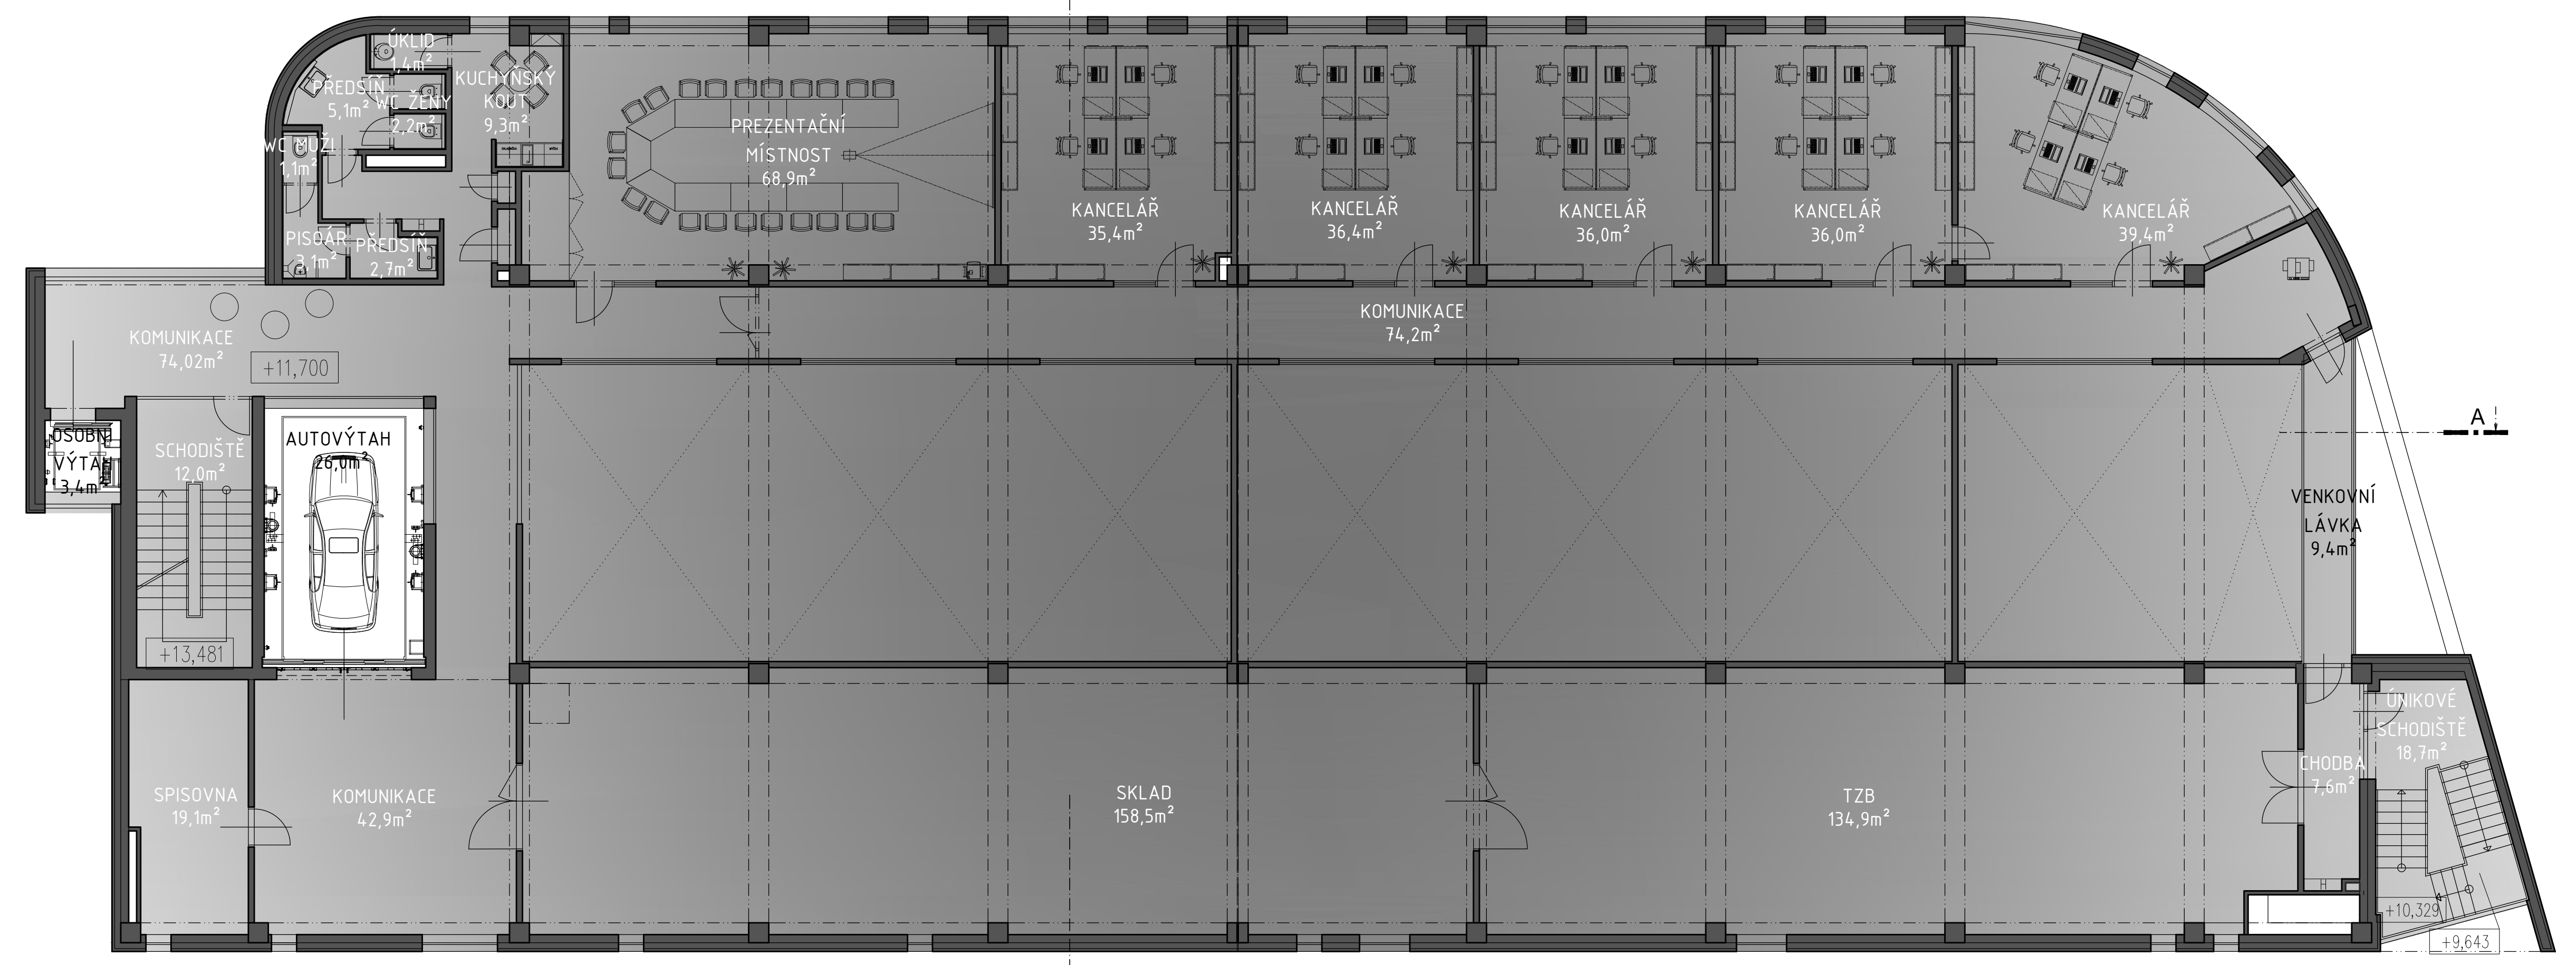 ÚKLID
1,4m²
PŘEDSÍŇ
5,1m²
WC ŽENY
2,2m²
KUCHYŇSKÝ
KOUT
9,3m²
WC MUŽI
1,1m²
PISOÁR
3,1m²
PŘEDSÍŇ
2,7m²
PREZENTAČNÍ
MÍSTNOST
68,9m²
KANCELÁŘ
35,4m²
KANCELÁŘ
36,4m²
KANCELÁŘ
36,0m²
KANCELÁŘ
36,0m²
KANCELÁŘ
39,4m²
KOMUNIKACE
74,02m²
+11,700
KOMUNIKACE
74,2m²
OSOBNÍ
VÝTAH
3,4m²
SCHODIŠTĚ
12,0m²
+13,481
AUTOVÝTAH
26,0m²
A
VENKOVNÍ
LÁVKA
9,4m²
SPISOVNA
19,1m²
KOMUNIKACE
42,9m²
SKLAD
158,5m²
TZB
134,9m²
CHODBA
7,6m²
ÚNIKOVÉ
SCHODIŠTĚ
18,7m²
+10,329
+9,643